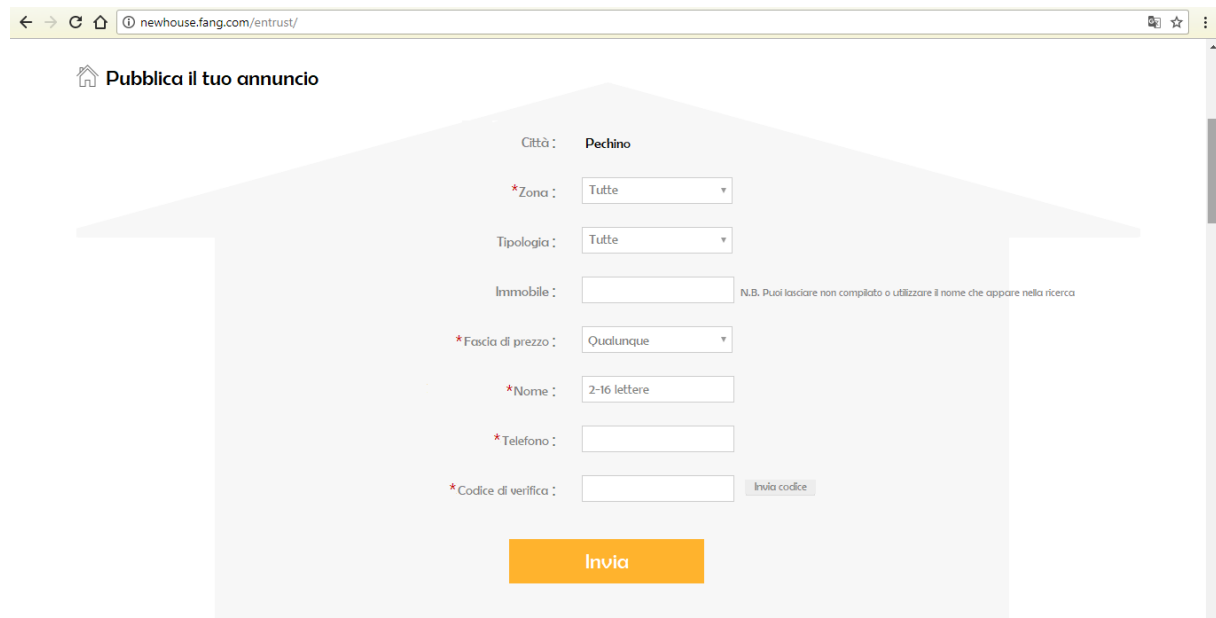 newhouse.fang.com/entrust/
Pubblica il tuo annuncio
Città : Pechino
*Zona : Tutte
Tipologia : Tutte
Immobile : N.B. Puoi lasciare non compilato o utilizzare il nome che appare nella ricerca
*Fascia di prezzo : Qualunque
*Nome : 2-16 lettere
*Telefono :
*Codice di verifica : Invia codice
Invia